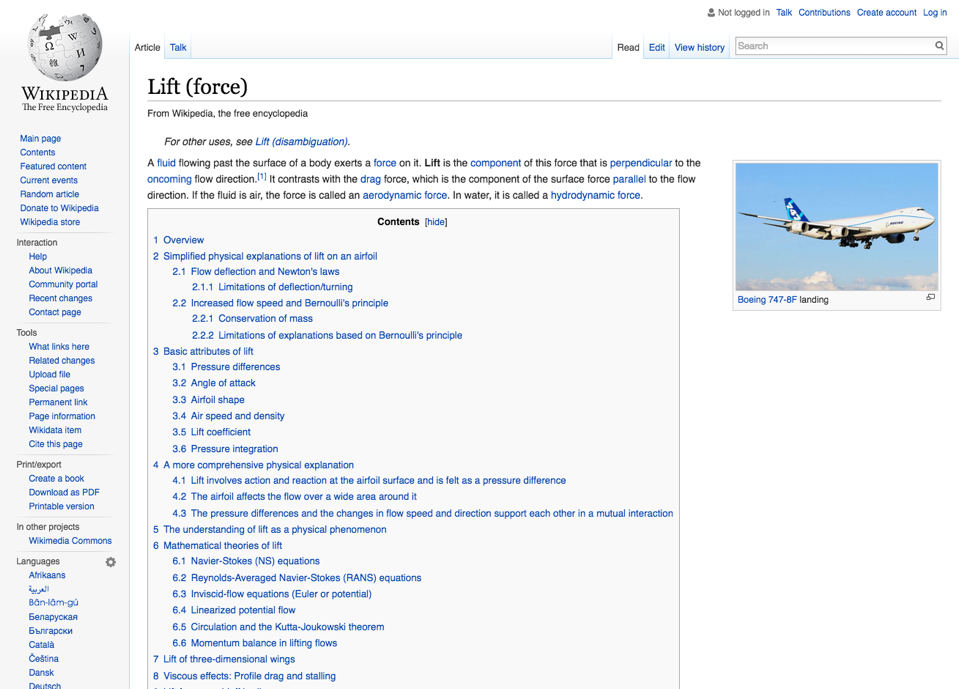 Not logged in Talk Contributions Create account Log in
Article Talk
Read Edit View history Search
WIKIPEDIA
The Free Encyclopedia
Main page
Contents
Featured content
Current events
Random article
Donate to Wikipedia
Wikipedia store
Interaction
Help
About Wikipedia
Community portal
Recent changes
Contact page
Tools
What links here
Related changes
Upload file
Special pages
Permanent link
Page information
Wikidata item
Cite this page
Print/export
Create a book
Download as PDF
Printable version
In other projects
Wikimedia Commons
Languages
Afrikaans
العربية
Bân-lâm-gú
Беларуская
Български
Català
Čeština
Dansk
Deutsch
Lift (force)
From Wikipedia, the free encyclopedia
For other uses, see Lift (disambiguation).
A fluid flowing past the surface of a body exerts a force on it. Lift is the component of this force that is perpendicular to the
oncoming flow direction.[1] It contrasts with the drag force, which is the component of the surface force parallel to the flow
direction. If the fluid is air, the force is called an aerodynamic force. In water, it is called a hydrodynamic force.
Contents [hide]
1 Overview
2 Simplified physical explanations of lift on an airfoil
2.1 Flow deflection and Newton's laws
2.1.1 Limitations of deflection/turning
2.2 Increased flow speed and Bernoulli's principle
2.2.1 Conservation of mass
2.2.2 Limitations of explanations based on Bernoulli's principle
3 Basic attributes of lift
3.1 Pressure differences
3.2 Angle of attack
3.3 Airfoil shape
3.4 Air speed and density
3.5 Lift coefficient
3.6 Pressure integration
4 A more comprehensive physical explanation
4.1 Lift involves action and reaction at the airfoil surface and is felt as a pressure difference
4.2 The airfoil affects the flow over a wide area around it
4.3 The pressure differences and the changes in flow speed and direction support each other in a mutual interaction
5 The understanding of lift as a physical phenomenon
6 Mathematical theories of lift
6.1 Navier-Stokes (NS) equations
6.2 Reynolds-Averaged Navier-Stokes (RANS) equations
6.3 Inviscid-flow equations (Euler or potential)
6.4 Linearized potential flow
6.5 Circulation and the Kutta-Joukowski theorem
6.6 Momentum balance in lifting flows
7 Lift of three-dimensional wings
8 Viscous effects: Profile drag and stalling
BOEING
Boeing 747-8F landing